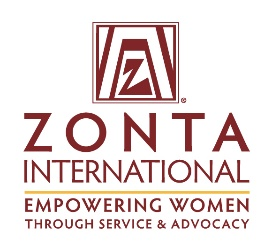 ZONTA
INTERNATIONAL
EMPOWERING WOMEN
THROUGH SERVICE & ADVOCACY